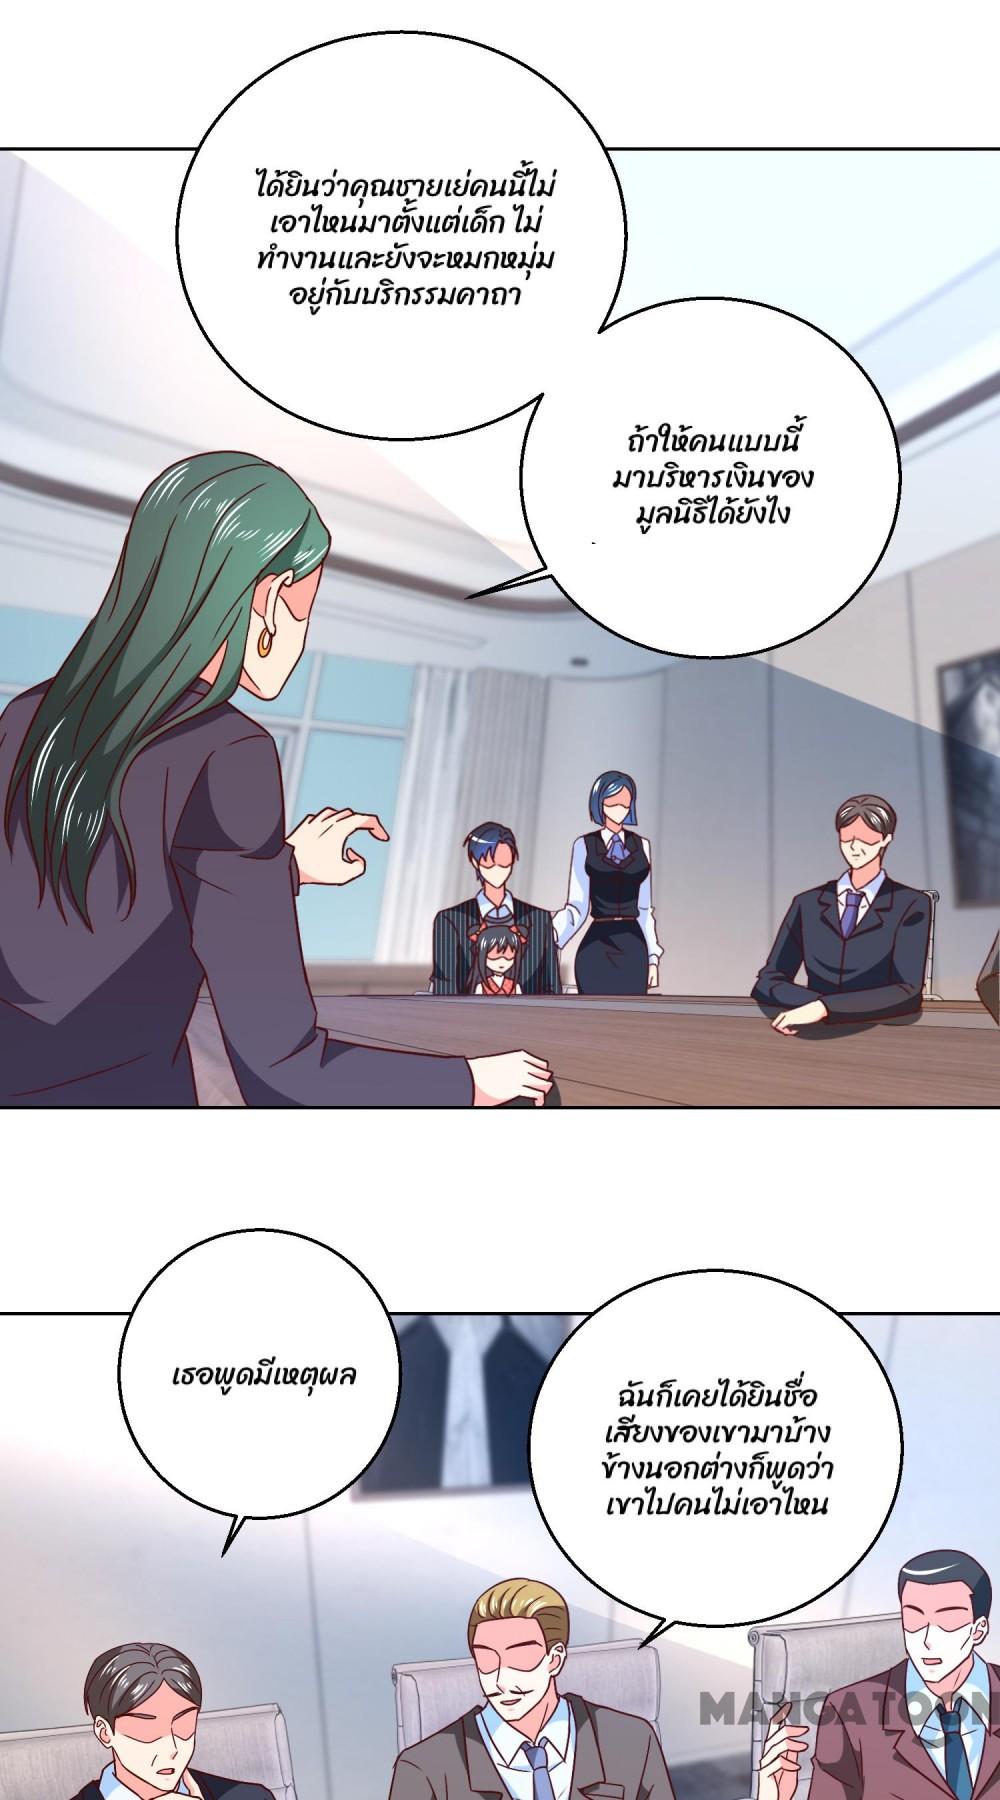 ได้ยินว่าคุณชายเย่คนนี้ไม่
เอาไหนมาตั้งแต่เด็ก ไม่
ทำงานและยังจะหมกหมุ่ม
อยู่กับบริกรรมคาถา
ถ้าให้คนแบบนี้
มาบริหารเงินของ
มูลนิธิได้ยังไง
เธอพูดมีเหตุผล
ฉันก็เคยได้ยินชื่อ
เสียงของเขามาบ้าง
ข้างนอกต่างก็พูดว่า
เขาไปคนไม่เอาไหน
MANGATOON